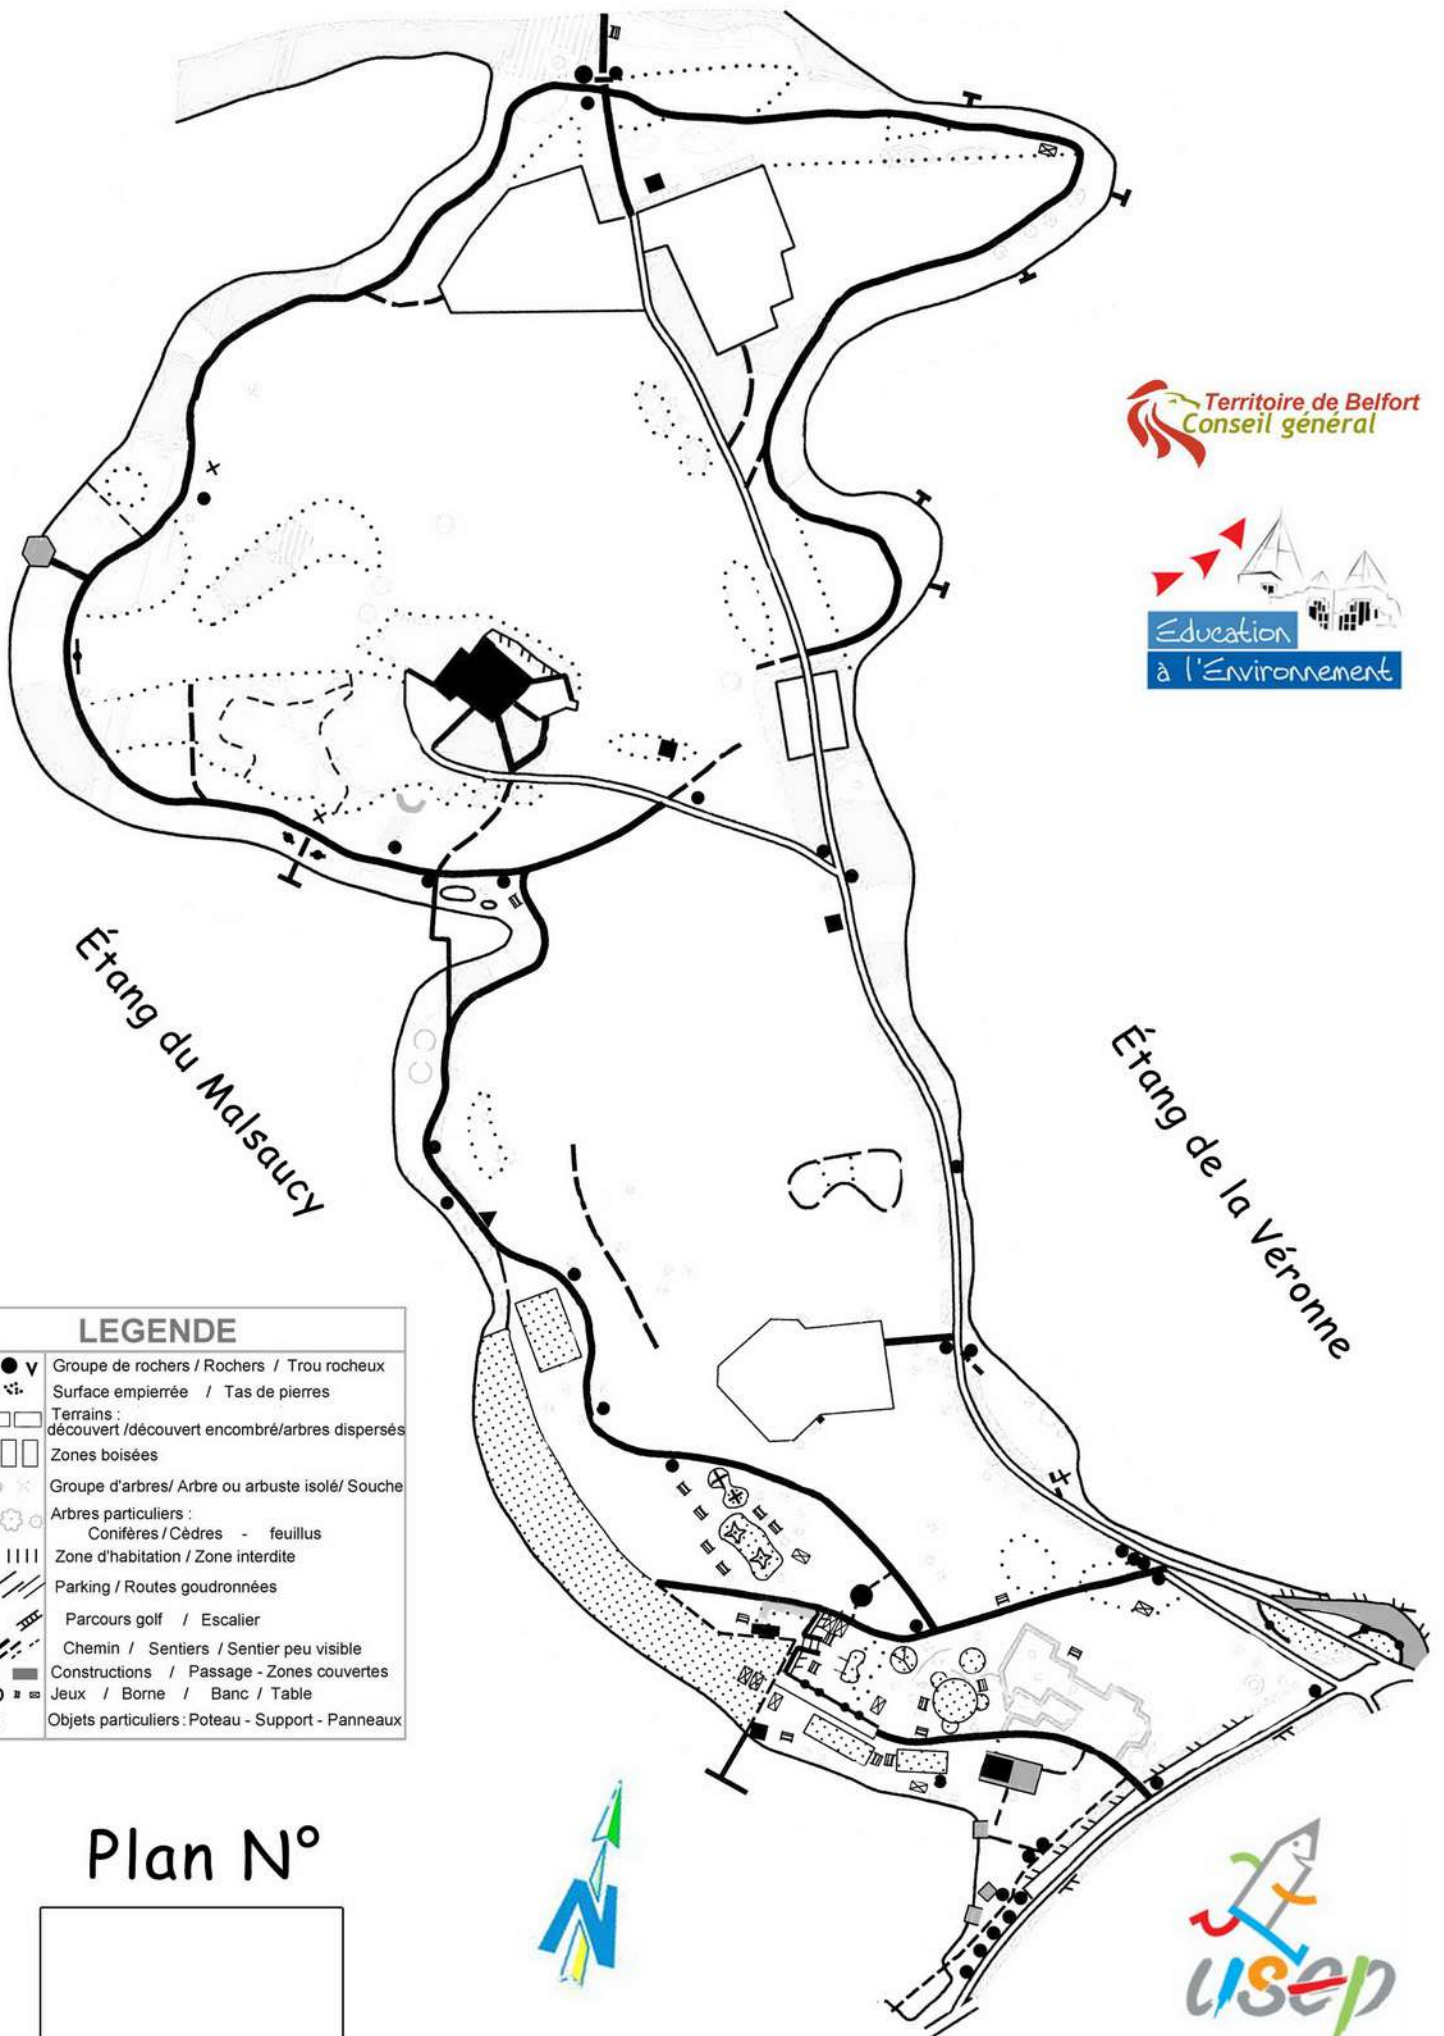 Territoire de Belfort
Conseil général
Education
à l'Environnement
Étang du Malsaucy
Étang de la Véronne
LEGENDE
Groupe de rochers / Rochers / Trou rocheux
Surface empierrée / Tas de pierres
Terrains :
découvert /découvert encombré/arbres dispersés
Zones boisées
Groupe d'arbres/ Arbre ou arbuste isolé/ Souche
Arbres particuliers :
Conifères / Cèdres - feuillus
Zone d'habitation / Zone interdite
Parking / Routes goudronnées
Parcours golf / Escalier
Chemin / Sentiers / Sentier peu visible
Constructions / Passage - Zones couvertes
Jeux / Borne / Banc / Table
Objets particuliers : Poteau - Support - Panneaux
Plan N°
N
usep